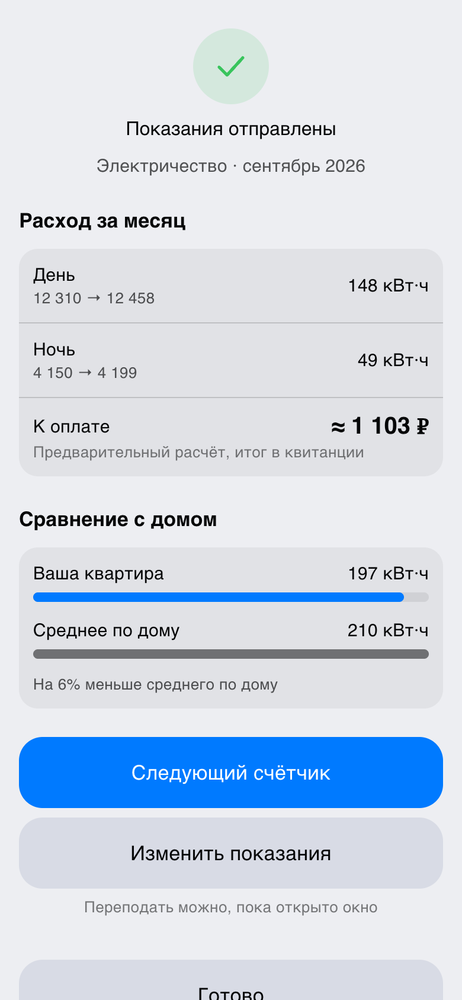 Показания отправлены
Электричество · сентябрь 2026
Расход за месяц
День
12 310 → 12 458
148 кВт·ч
Ночь
4 150 → 4 199
49 кВт·ч
К оплате
≈ 1 103 ₽
Предварительный расчёт, итог в квитанции
Сравнение с домом
Ваша квартира
197 кВт·ч
Среднее по дому
210 кВт·ч
На 6% меньше среднего по дому
Следующий счётчик
Изменить показания
Переподать можно, пока открыто окно
Готово